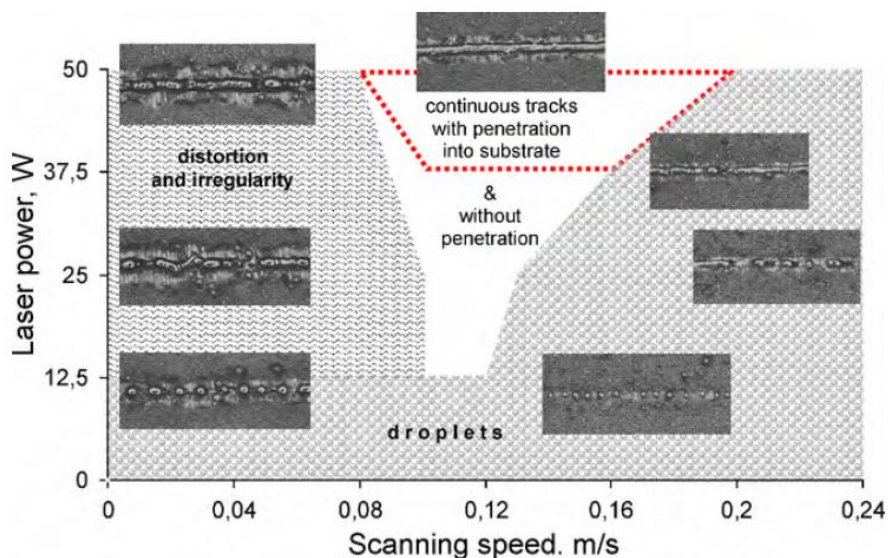 50
37,5
25
12,5
0
Laser power, W
distortion
and irregularity
continuous tracks
with penetration
into substrate
&
without
penetration
droplets
0
0,04
0,08
0,12
0,16
0,2
0,24
Scanning speed. m/s